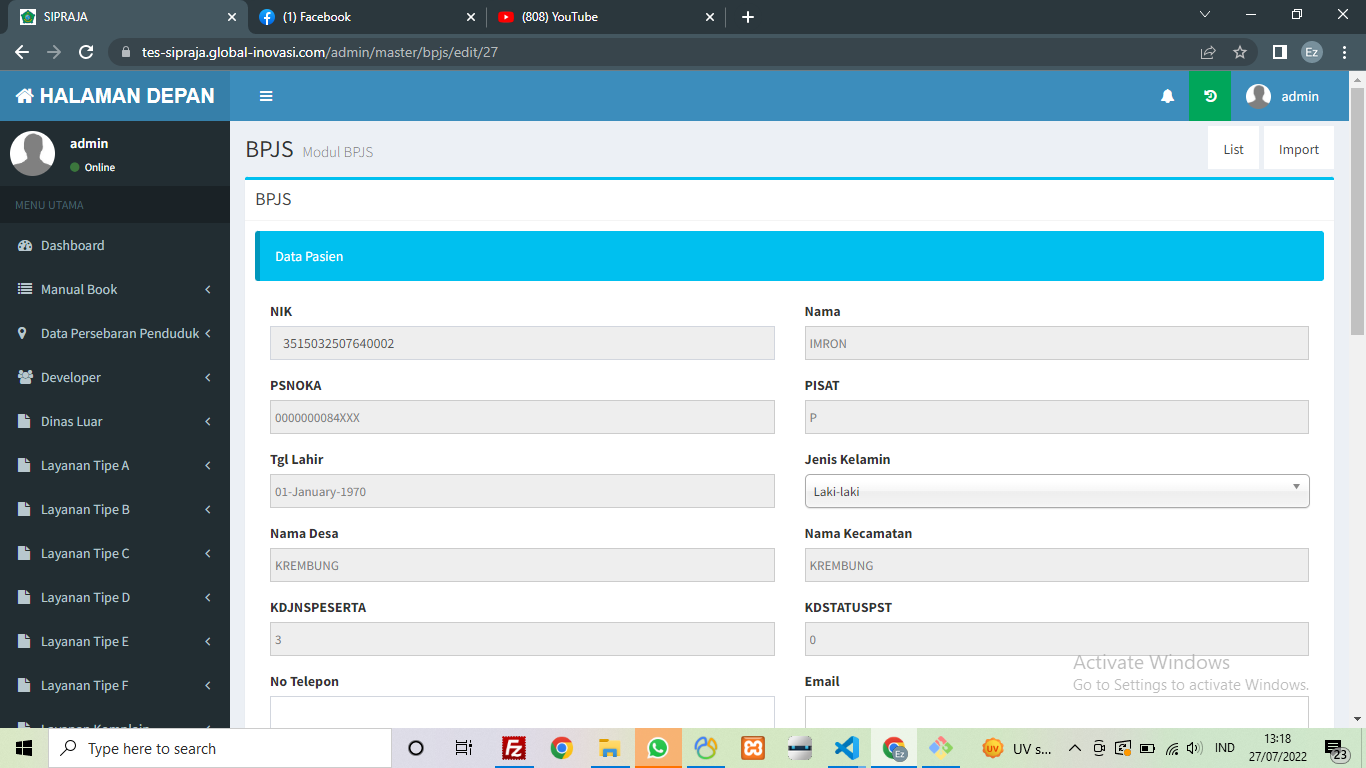 SIPRAJA
(1) Facebook
(808) YouTube
tes-sipraja.global-inovasi.com/admin/master/bpjs/edit/27
Ez
HALAMAN DEPAN
admin
admin
Online
BPJS Modul BPJS
List
Import
MENU UTAMA
BPJS
Dashboard
Data Pasien
Manual Book
NIK
Nama
Data Persebaran Penduduk
3515032507640002
IMRON
Developer
PSNOKA
PISAT
Dinas Luar
0000000084XXX
P
Layanan Tipe A
Tgl Lahir
Jenis Kelamin
01-January-1970
Laki-laki
Layanan Tipe B
Nama Desa
Nama Kecamatan
Layanan Tipe C
KREMBUNG
KREMBUNG
Layanan Tipe D
KDJNSPESERTA
KDSTATUSPST
Layanan Tipe E
3
0
Activate Windows
Go to Settings to activate Windows.
Layanan Tipe F
No Telepon
Email
Layanan Komplain
Type here to search
Fz
Ez
UV
UV s...
IND
13:18
27/07/2022
23